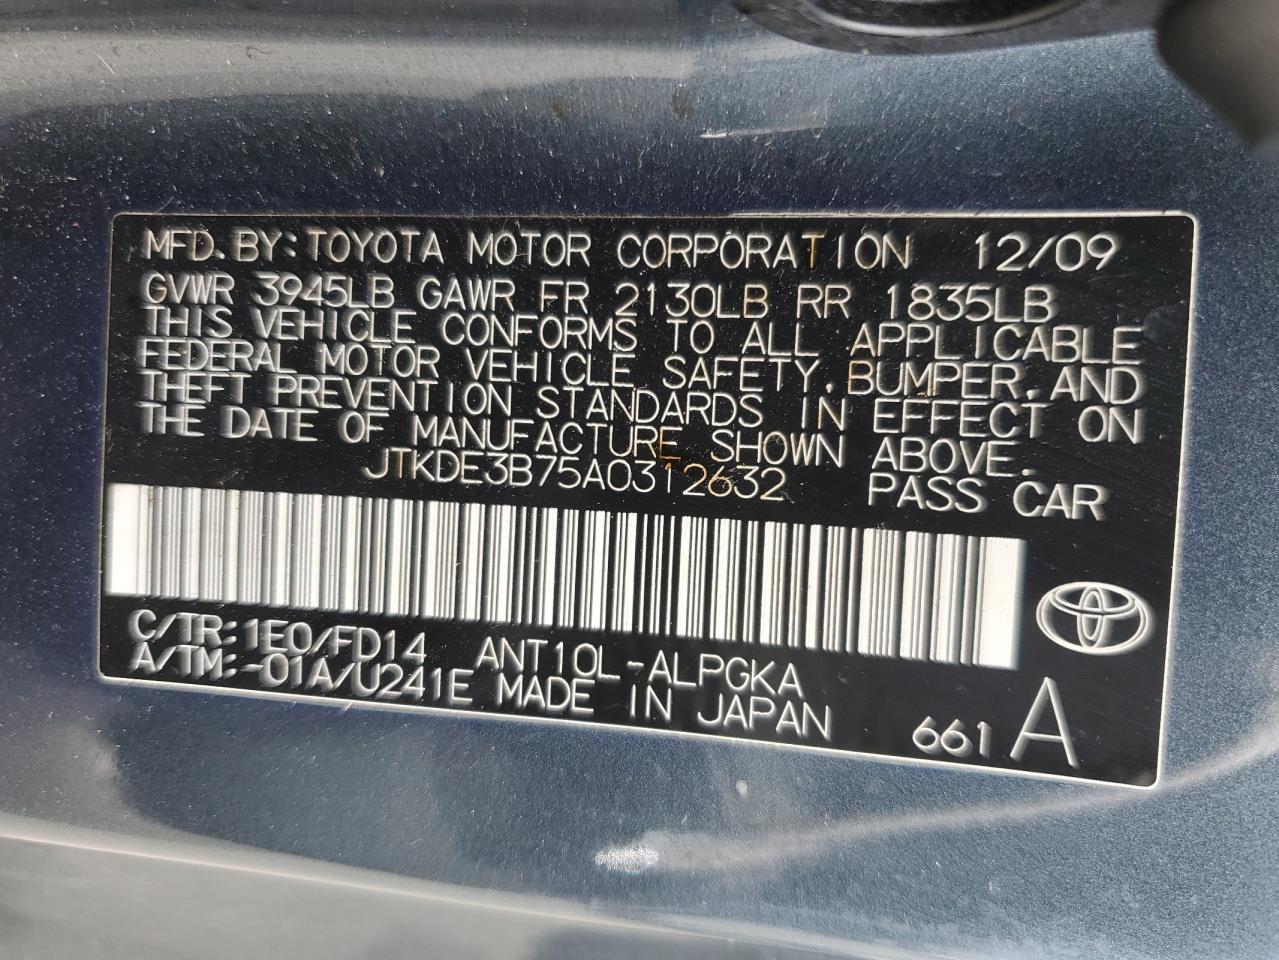 MFD. BY: TOYOTA MOTOR CORPORATION 12/09
GVWR 3945LB GAWR FR 2130LB RR 1835LB
THIS VEHICLE CONFORMS TO ALL APPLICABLE
FEDERAL MOTOR VEHICLE SAFETY, BUMPER, AND
THEFT PREVENTION STANDARDS IN EFFECT ON
THE DATE OF MANUFACTURE SHOWN ABOVE.
JTKDE3B75A0312632 PASS CAR
C/TR: 1E0/FD14 ANT10L-ALPGKA
A/TM: -01A/U241E MADE IN JAPAN
661 A